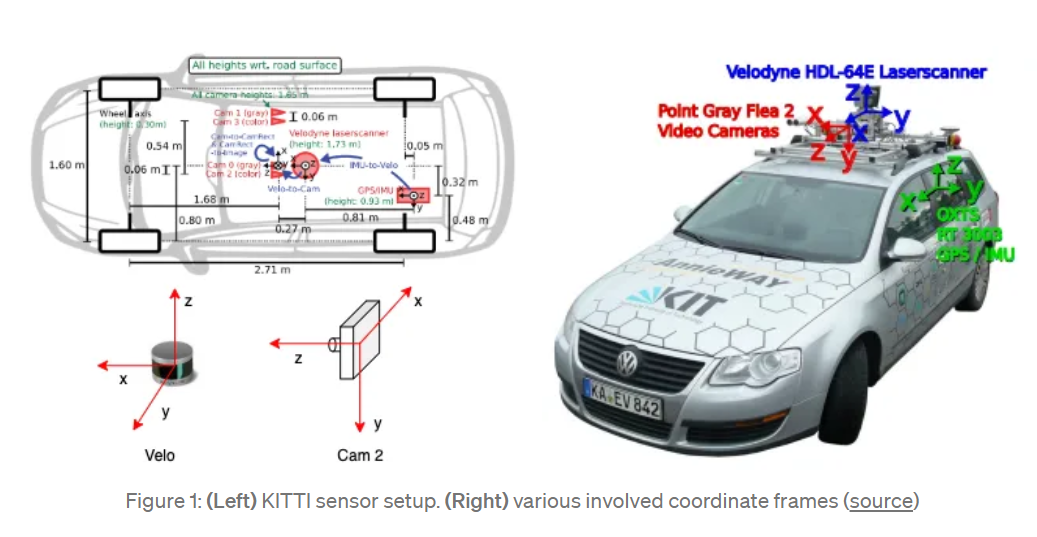 All heights wrt. road surface
All camera heights: 1.65 m
Wheel axis
(height: 0.30m)
Cam 1 (gray)
Cam 3 (color)
0.06 m
Velodyne laserscanner
(height: 1.73 m)
Cam-to-CamRect
& CamRect
-to-Image
0.54 m
0.05 m
1.60 m
0.06 m
Cam 0 (gray)
Cam 2 (color)
x
z
y
IMU-to-Velo
Velo-to-Cam
GPS/IMU
(height: 0.93 m)
x
z
y
0.32 m
1.68 m
0.80 m
0.27 m
0.81 m
0.48 m
2.71 m
z
x
y
Velo
x
z
y
Cam 2
Velodyne HDL-64E Laserscanner
Point Gray Flea 2
Video Cameras
z
y
x
x
z
y
z
y
x
OXTS
RT 3003
GPS / IMU
AnnieWAY
KIT
KA EV 842
Figure 1: (Left) KITTI sensor setup. (Right) various involved coordinate frames (source)